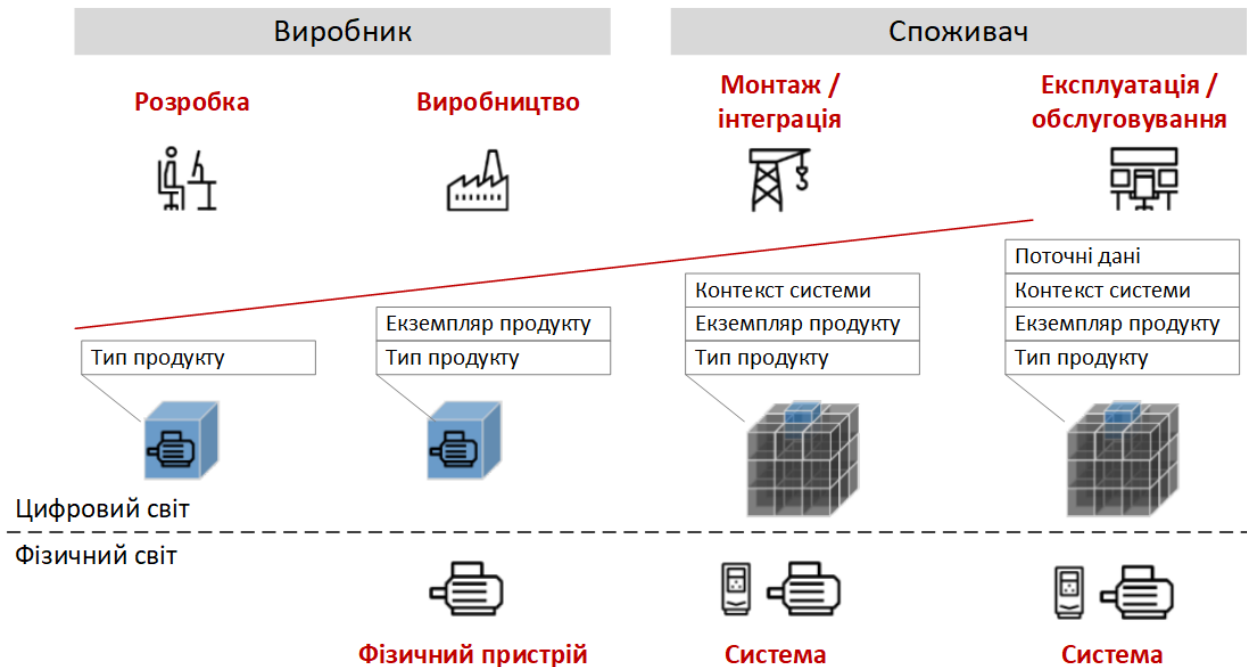 Виробник
Споживач
Розробка
Виробництво
Монтаж /
інтеграція
Експлуатація /
обслуговування
Тип продукту
Екземпляр продукту
Тип продукту
Контекст системи
Екземпляр продукту
Тип продукту
Поточні дані
Контекст системи
Екземпляр продукту
Тип продукту
Цифровий світ
Фізичний світ
Фізичний пристрій
Система
Система